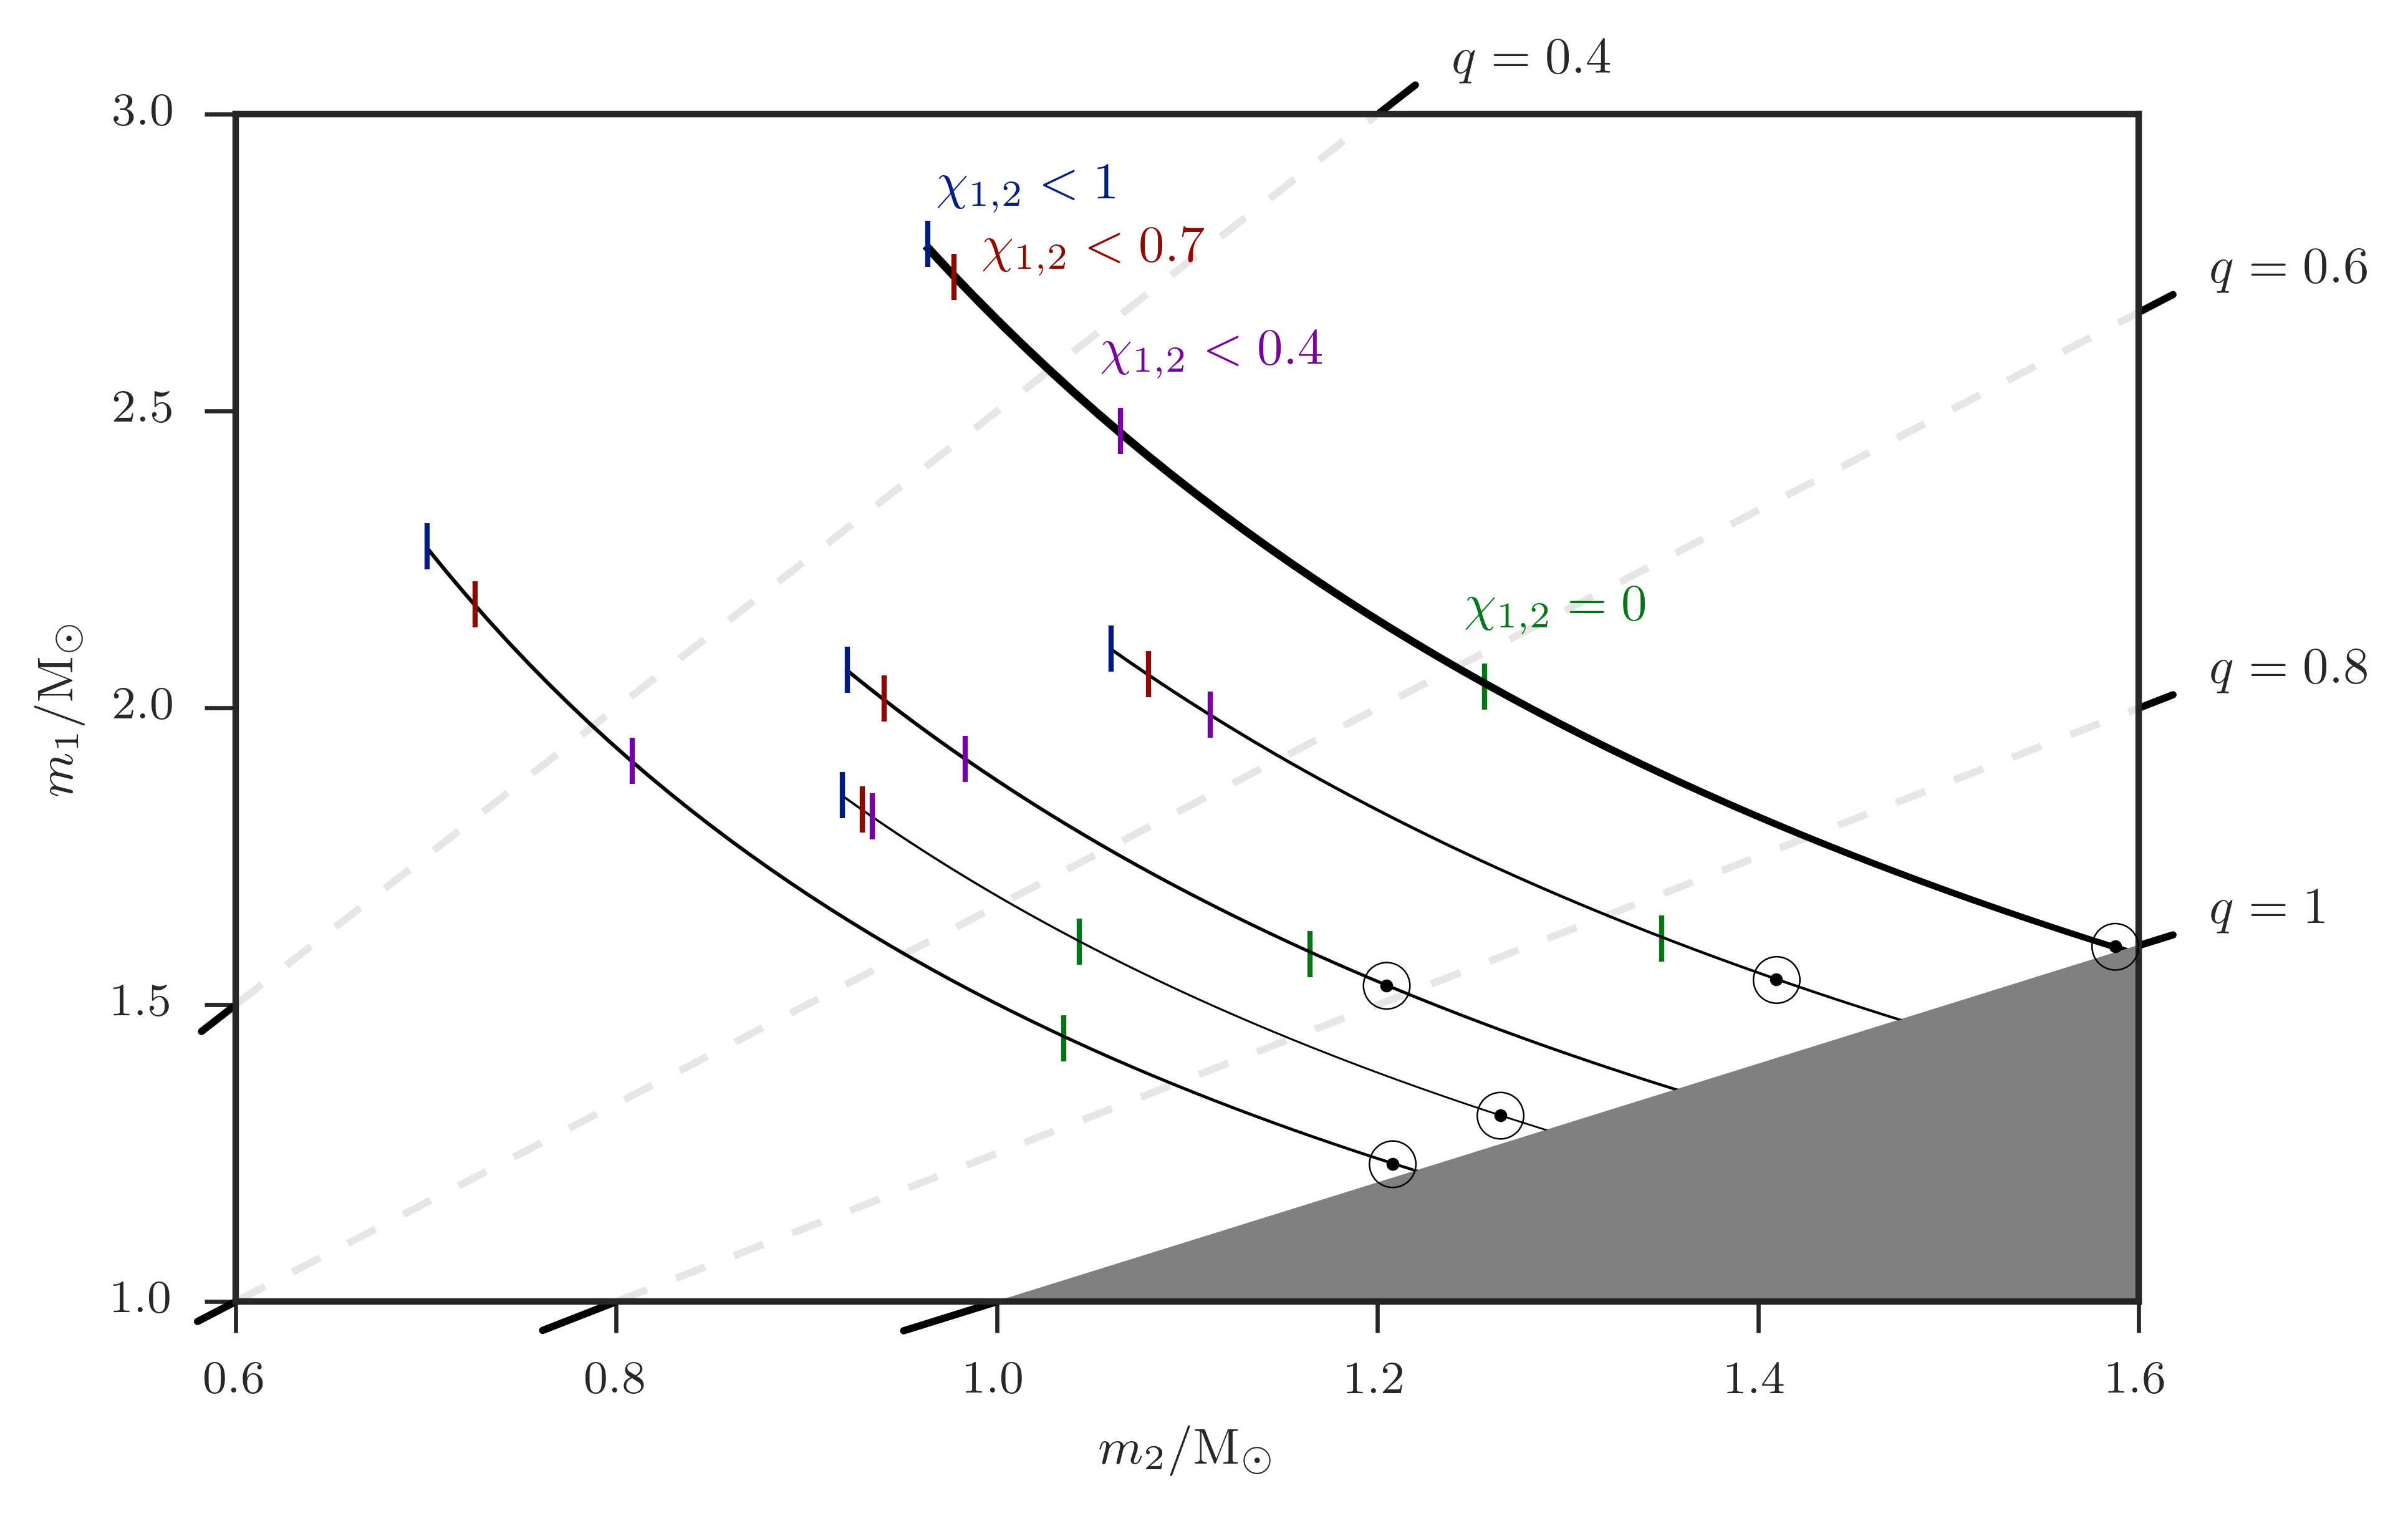 q = 0.4
3.0
χ1,2 < 1
χ1,2 < 0.7
q = 0.6
χ1,2 < 0.4
2.5
χ1,2 = 0
q = 0.8
m1/M⊙
2.0
q = 1
1.5
1.0
0.6 0.8 1.0 1.2 1.4 1.6
m2/M⊙